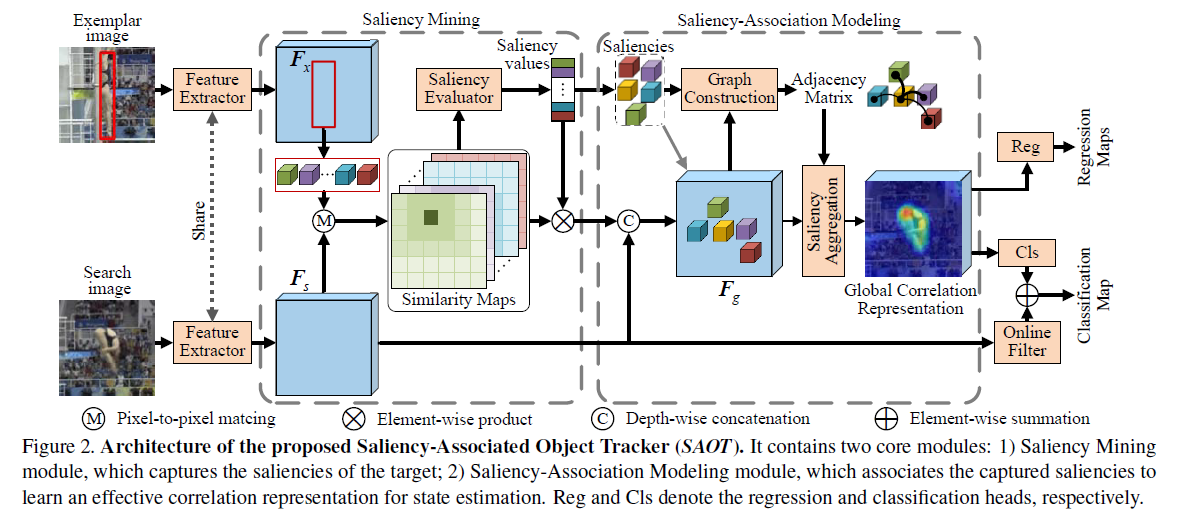 Exemplar
image
Saliency Mining
Saliency-Association Modeling
Feature
Extractor
Fx
Saliency
Evaluator
Saliency
values
Saliencies
Graph
Construction
Adjacency
Matrix
Reg
Regression
Maps
Share
M
C
Saliency
Aggregation
Cls
Classification
Map
Search
image
Fs
Similarity Maps
Fg
Global Correlation
Representation
Feature
Extractor
Online
Filter
M Pixel-to-pixel matcing
Element-wise product
C Depth-wise concatenation
Element-wise summation
Figure 2. Architecture of the proposed Saliency-Associated Object Tracker (SAOT). It contains two core modules: 1) Saliency Mining
module, which captures the saliencies of the target; 2) Saliency-Association Modeling module, which associates the captured saliencies to
learn an effective correlation representation for state estimation. Reg and Cls denote the regression and classification heads, respectively.